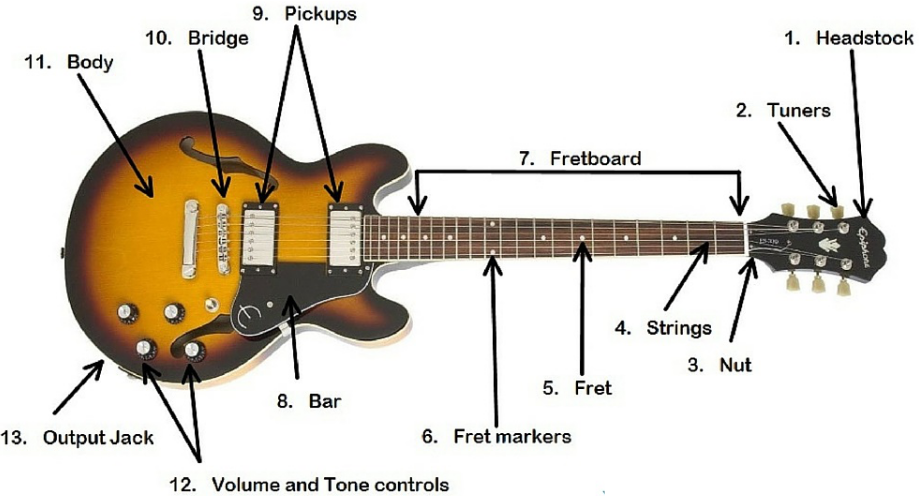 1. Headstock
2. Tuners
3. Nut
4. Strings
5. Fret
6. Fret markers
7. Fretboard
8. Bar
9. Pickups
10. Bridge
11. Body
12. Volume and Tone controls
13. Output Jack
Epiphone